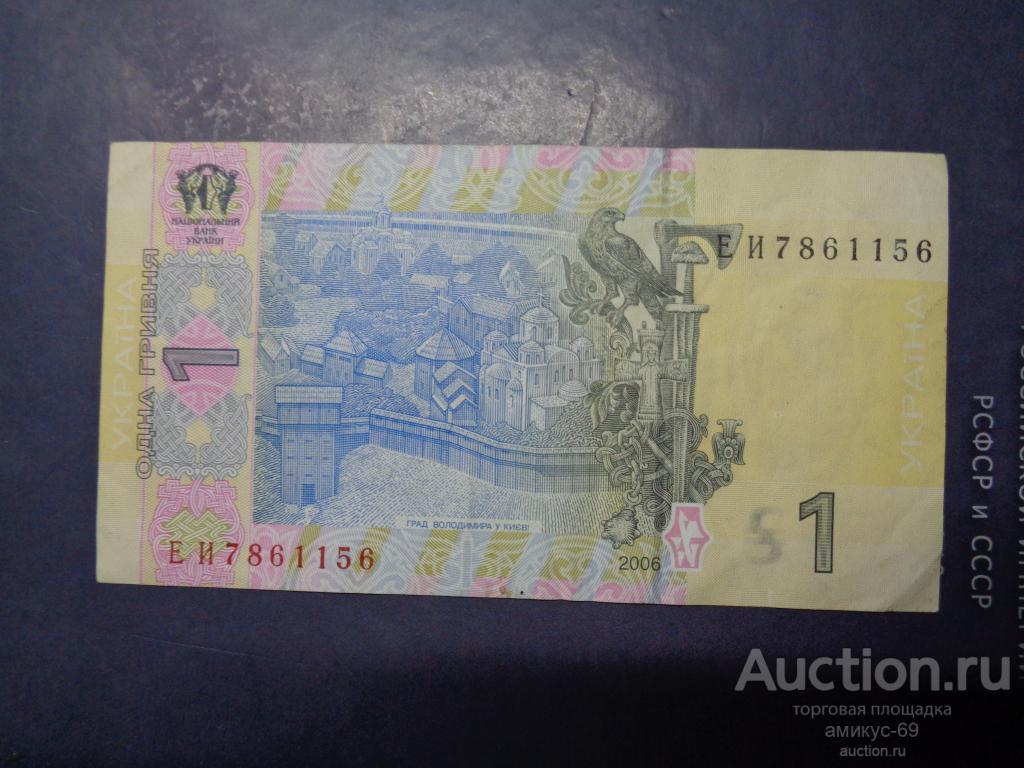 НАЦІОНАЛЬНИЙ
БАНК
УКРАЇНИ
УКРАЇНА
ОДНА ГРИВНЯ
1
ЕИ7861156
ГРАД ВОЛОДИМИРА У КИЄВІ
2006
ЕИ7861156
УКРАЇНА
1
РСФСР И СССР
Auction.ru
торговая площадка
амикус-69
auction.ru